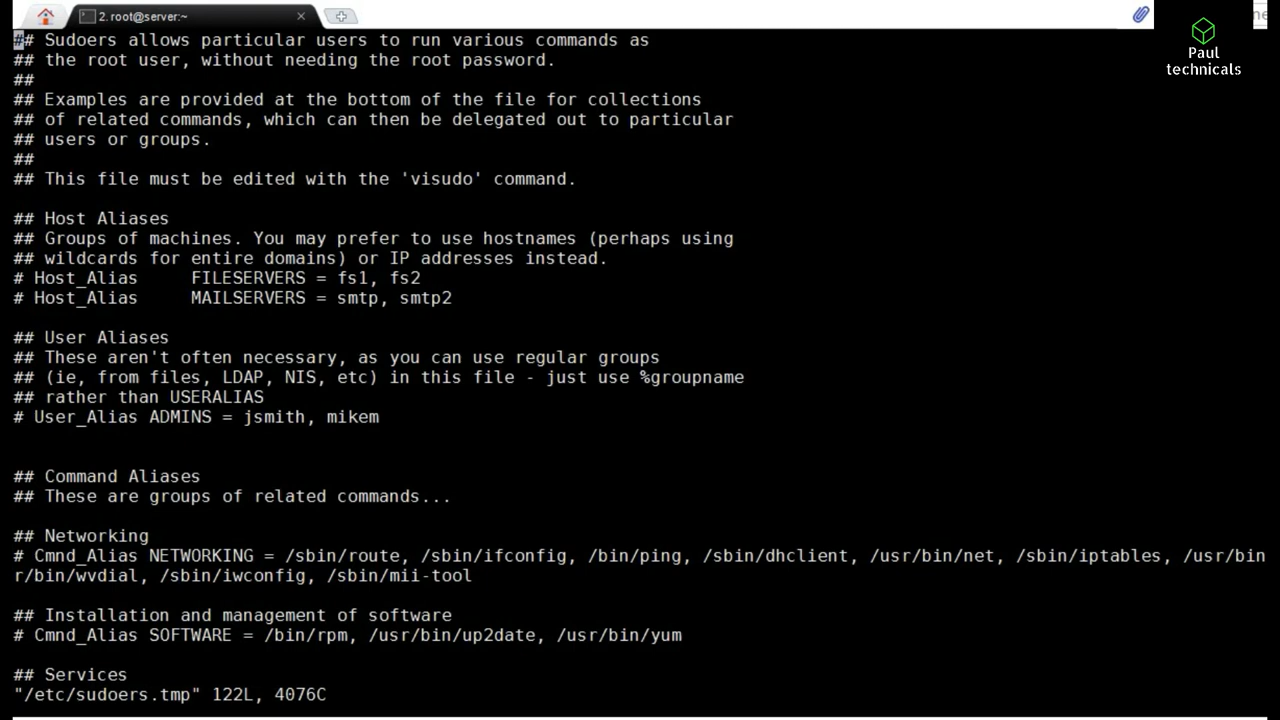 2. root@server:~
Paul
technicals
## Sudoers allows particular users to run various commands as
## the root user, without needing the root password.
##
## Examples are provided at the bottom of the file for collections
## of related commands, which can then be delegated out to particular
## users or groups.
##
## This file must be edited with the 'visudo' command.
## Host Aliases
## Groups of machines. You may prefer to use hostnames (perhaps using
## wildcards for entire domains) or IP addresses instead.
# Host_Alias     FILESERVERS = fs1, fs2
# Host_Alias     MAILSERVERS = smtp, smtp2
## User Aliases
## These aren't often necessary, as you can use regular groups
## (ie, from files, LDAP, NIS, etc) in this file - just use %groupname
## rather than USERALIAS
# User_Alias ADMINS = jsmith, mikem
## Command Aliases
## These are groups of related commands...
## Networking
# Cmnd_Alias NETWORKING = /sbin/route, /sbin/ifconfig, /bin/ping, /sbin/dhclient, /usr/bin/net, /sbin/iptables, /usr/bin
r/bin/wvdial, /sbin/iwconfig, /sbin/mii-tool
## Installation and management of software
# Cmnd_Alias SOFTWARE = /bin/rpm, /usr/bin/up2date, /usr/bin/yum
## Services
"/etc/sudoers.tmp" 122L, 4076C